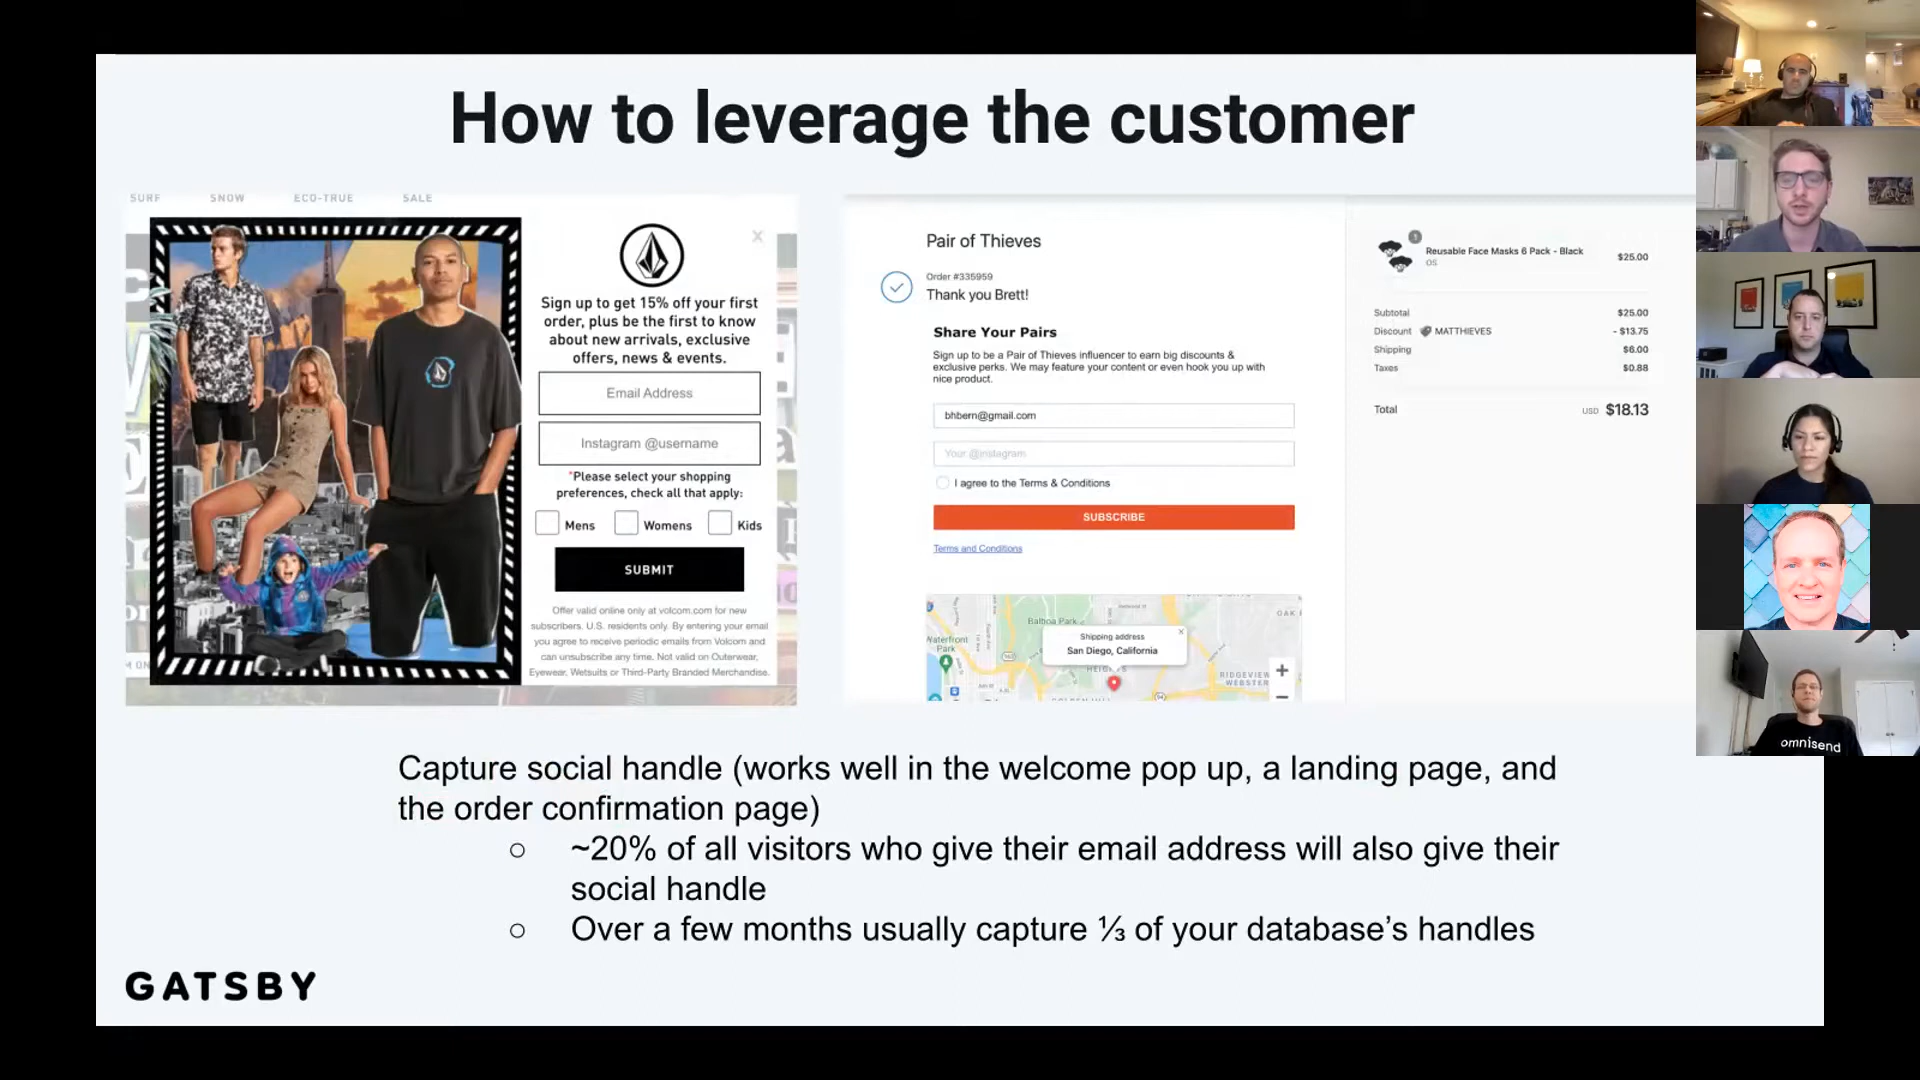 How to leverage the customer
SURF SNOW ECO-TRUE SALE
X
Sign up to get 15% off your first
order, plus be the first to know
about new arrivals, exclusive
offers, news & events.
Email Address
Instagram @username
*Please select your shopping
preferences, check all that apply:
Mens Womens Kids
SUBMIT
Offer valid online only at volcom.com for new
subscribers. U.S. residents only. By entering your email
you agree to receive periodic emails from Volcom and
can unsubscribe any time. Not valid on Outerwear,
Eyewear, Wetsuits or Third-Party Branded Merchandise.
Pair of Thieves
Order #335959
Thank you Brett!
Share Your Pairs
Sign up to be a Pair of Thieves influencer to earn big discounts &
exclusive perks. We may feature your content or even hook you up with
nice product.
bhbern@gmail.com
Your @instagram
I agree to the Terms & Conditions
SUBSCRIBE
Terms and Conditions
Balboa Park
Waterfront
Park
Shipping address
San Diego, California
RIDGEVIEW
WEBSTER
1
Reusable Face Masks 6 Pack - Black $25.00
OS
Subtotal $25.00
Discount MATTHIEVES - $13.75
Shipping $6.00
Taxes $0.88
Total USD $18.13
Capture social handle (works well in the welcome pop up, a landing page, and
the order confirmation page)
○ ~20% of all visitors who give their email address will also give their
social handle
○ Over a few months usually capture ⅓ of your database’s handles
GATSBY
omnisend